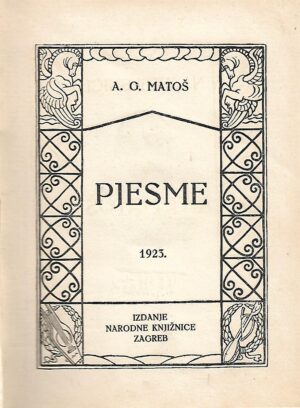 A. G. MATOŠ
PJESME
1923.
IZDANJE
NARODNE KNJIŽNICE
ZAGREB